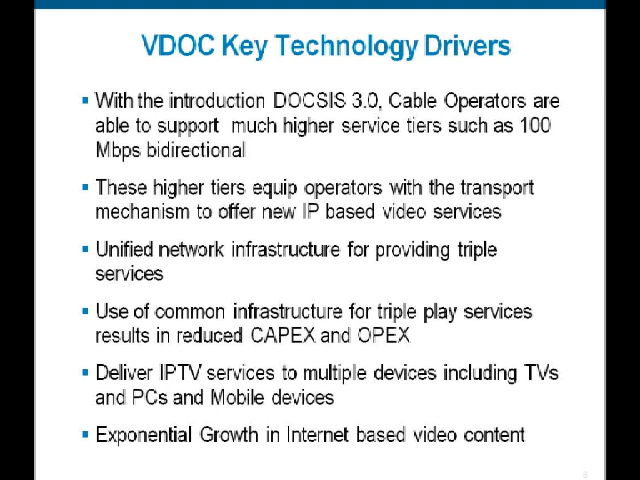 VDOC Key Technology Drivers
With the introduction DOCSIS 3.0, Cable Operators are
able to support much higher service tiers such as 100
Mbps bidirectional
These higher tiers equip operators with the transport
mechanism to offer new IP based video services
Unified network infrastructure for providing triple
services
Use of common infrastructure for triple play services
results in reduced CAPEX and OPEX
Deliver IPTV services to multiple devices including TVs
and PCs and Mobile devices
Exponential Growth in Internet based video content